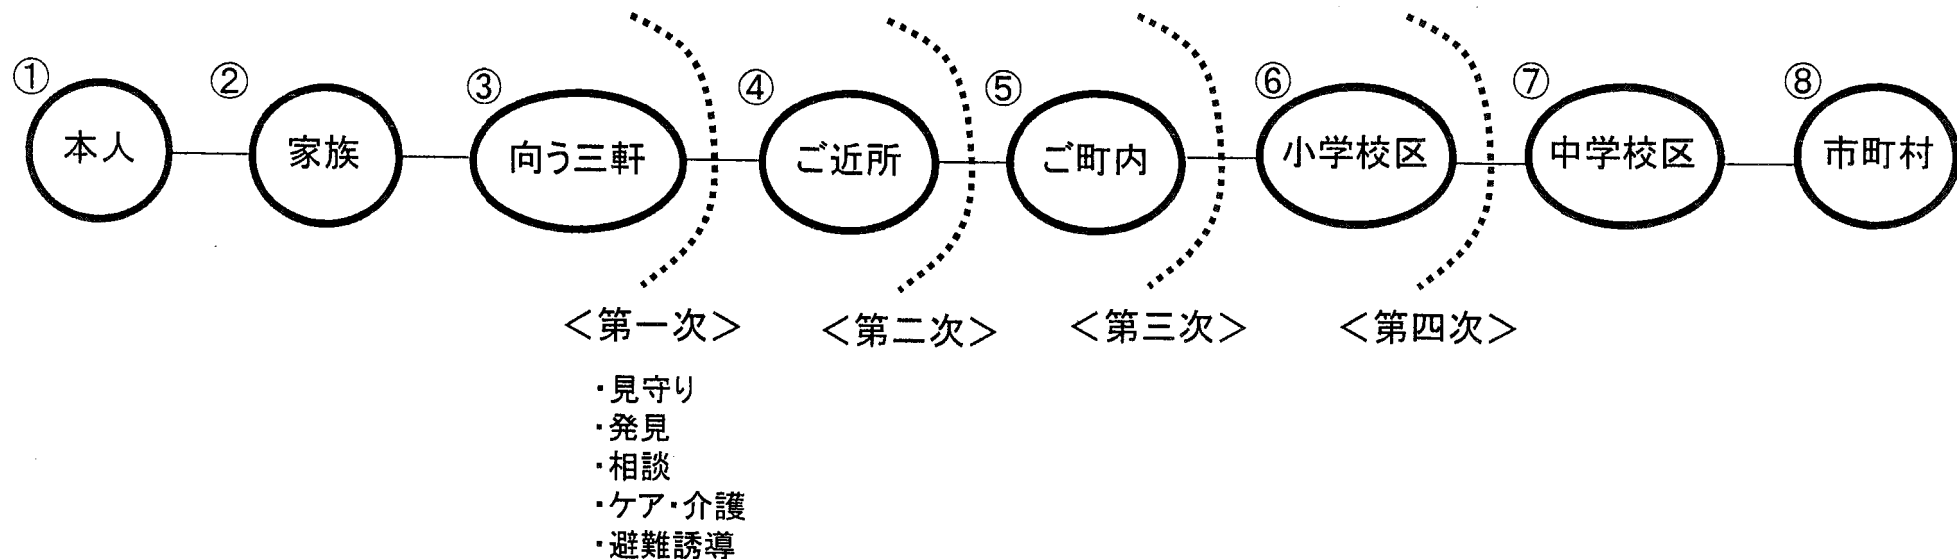 ① ② ③ ④ ⑤ ⑥ ⑦ ⑧
本人 家族 向う三軒 ご近所 ご町内 小学校区 中学校区 市町村
＜第一次＞ ＜第二次＞ ＜第三次＞ ＜第四次＞
・見守り
・発見
・相談
・ケア・介護
・避難誘導